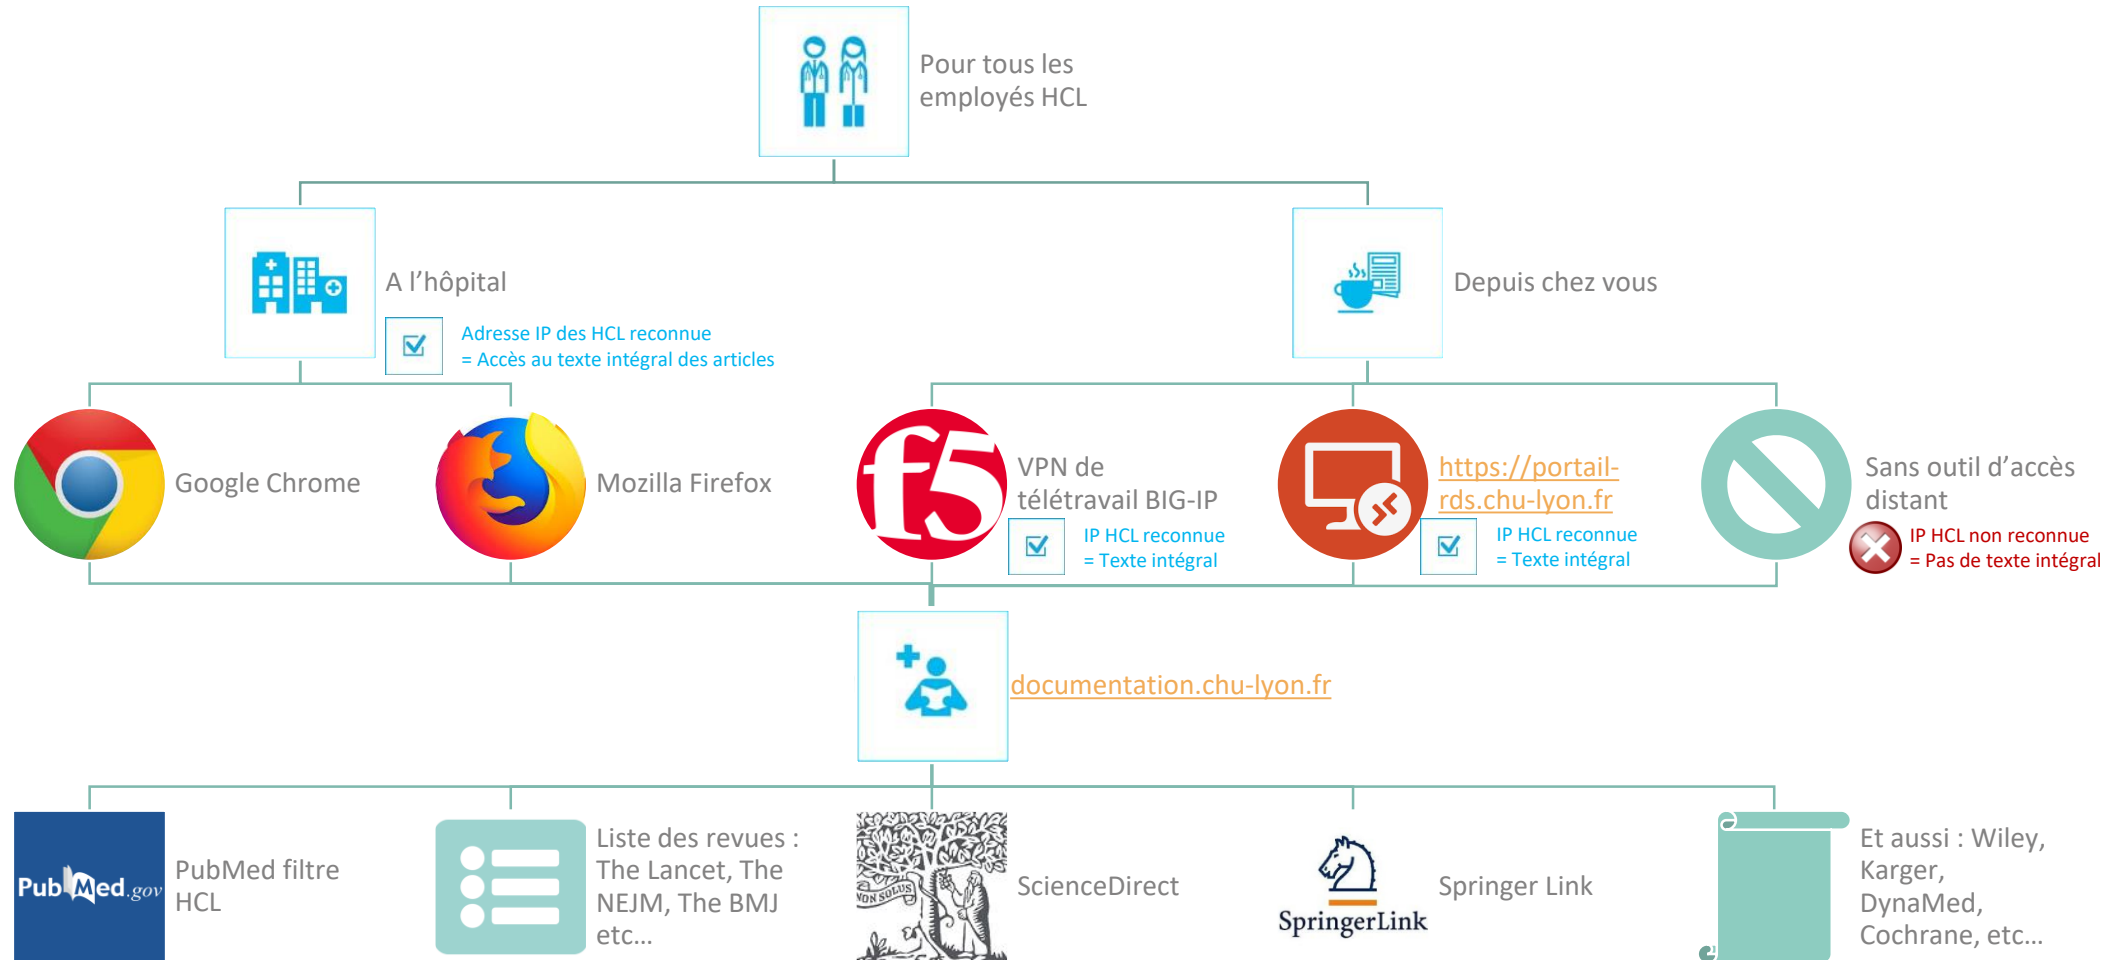 Pour tous les
employés HCL
A l’hôpital
Adresse IP des HCL reconnue
= Accès au texte intégral des articles
Depuis chez vous
Google Chrome
Mozilla Firefox
f5
VPN de
télétravail BIG-IP
IP HCL reconnue
= Texte intégral
https://portail-
rds.chu-lyon.fr
IP HCL reconnue
= Texte intégral
Sans outil d’accès
distant
IP HCL non reconnue
= Pas de texte intégral
documentation.chu-lyon.fr
PubMed.gov
PubMed filtre
HCL
Liste des revues :
The Lancet, The
NEJM, The BMJ
etc…
NON SOLUS
ScienceDirect
SpringerLink
Springer Link
Et aussi : Wiley,
Karger,
DynaMed,
Cochrane, etc…